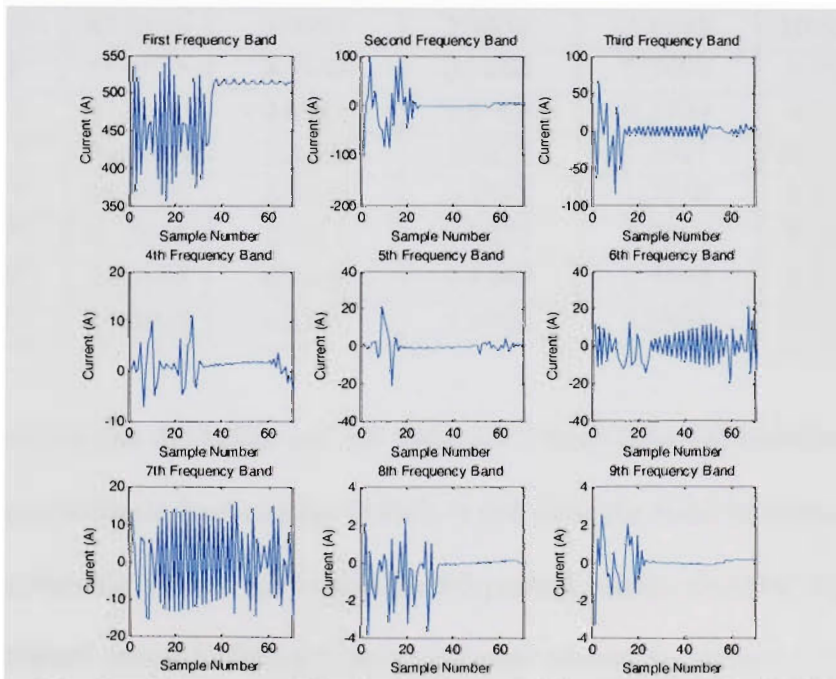 First Frequency Band
Second Frequency Band
Third Frequency Band
550
500
450
400
350
Current (A)
0 20 40 60
Sample Number
100
0
-100
-200
Current (A)
0 20 40 60
Sample Number
100
50
0
-50
-100
Current (A)
0 20 40 60
Sample Number
4th Frequency Band
5th Frequency Band
6th Frequency Band
20
10
0
-10
Current (A)
0 20 40 60
Sample Number
40
20
0
-20
-40
Current (A)
0 20 40 60
Sample Number
40
20
0
-20
-40
Current (A)
0 20 40 60
Sample Number
7th Frequency Band
8th Frequency Band
9th Frequency Band
20
10
0
-10
-20
Current (A)
0 20 40 60
Sample Number
4
2
0
-2
-4
Current (A)
0 20 40 60
Sample Number
4
2
0
-2
-4
Current (A)
0 20 40 60
Sample Number